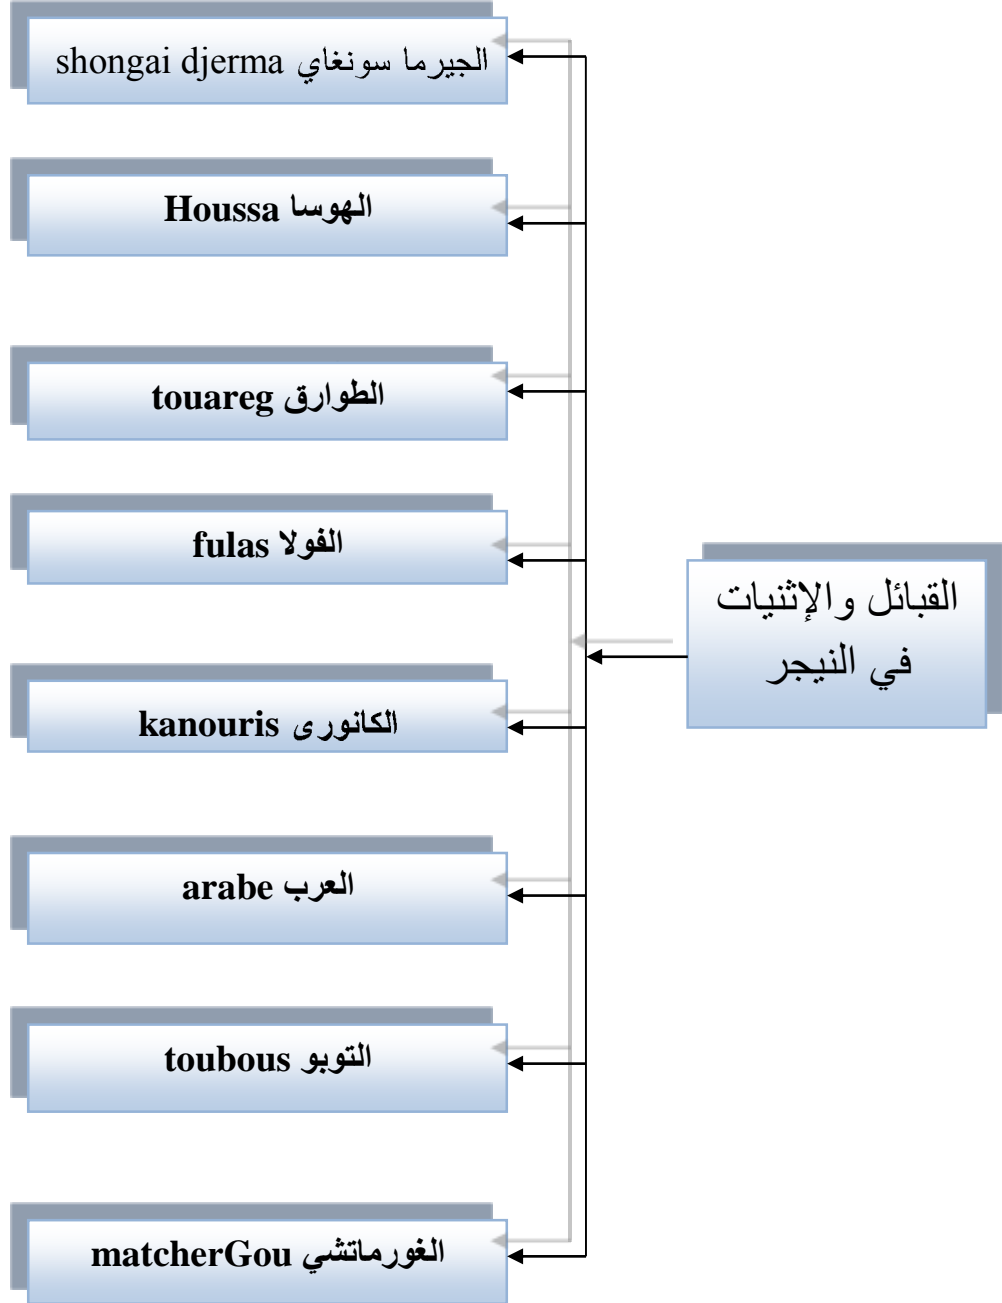 القبائل والإثنيات
في النيجر
الجيرما سونغاي shongai djerma
الهوسا Houssa
الطوارق touareg
الفولا fulas
الكانورى kanouris
العرب arabe
التوبو toubous
الغورماتشي matcherGou